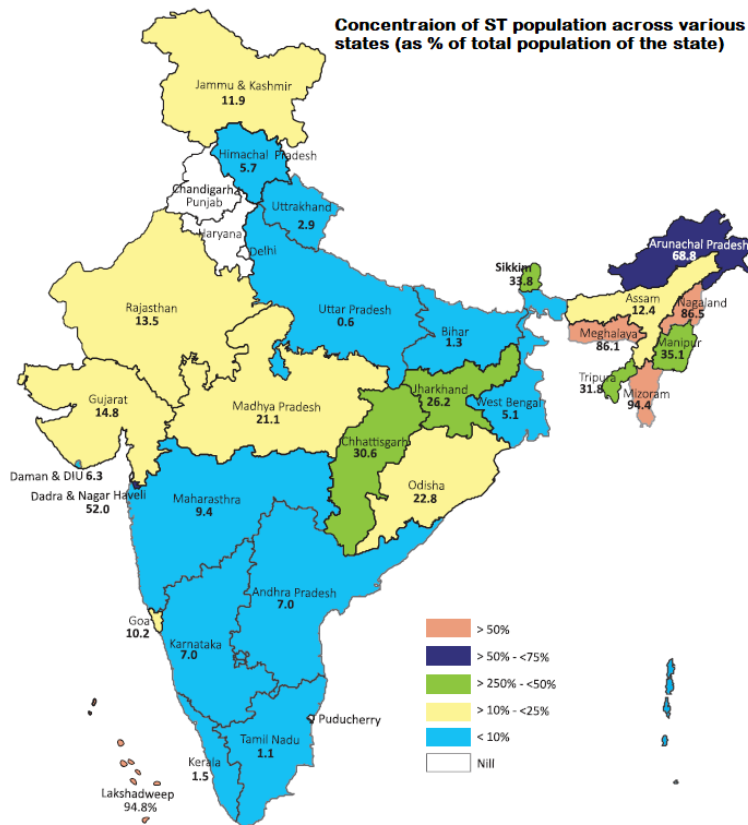 Concentraion of ST population across various
states (as % of total population of the state)
Jammu & Kashmir
11.9
Himachal Pradesh
5.7
Chandigarh
Punjab
Uttrakhand
2.9
Haryana
Delhi
Arunachal Pradesh
68.8
Sikkim
33.8
Rajasthan
13.5
Uttar Pradesh
0.6
Bihar
1.3
Assam
12.4
Nagaland
86.5
Meghalaya
86.1
Manipur
35.1
Tripura
31.8
Mizoram
94.4
Gujarat
14.8
Madhya Pradesh
21.1
Jharkhand
26.2
West Bengal
5.1
Chhattisgarh
30.6
Odisha
22.8
Daman & DIU 6.3
Dadra & Nagar Haveli
52.0
Maharasthra
9.4
Andhra Pradesh
7.0
Goa
10.2
Karnataka
7.0
> 50%
> 50% - <75%
> 250% - <50%
> 10% - <25%
< 10%
Nill
Puducherry
Tamil Nadu
1.1
Kerala
1.5
Lakshadweep
94.8%